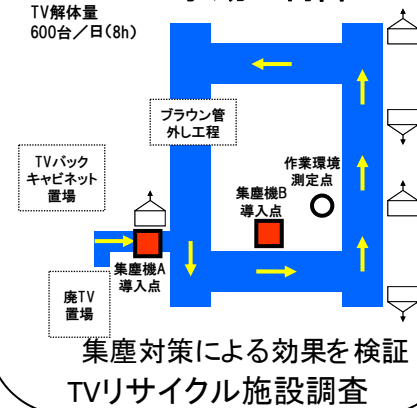 TV解体量
600台／日(8h)
ブラウン管
外し工程
TVバック
キャビネット
置場
作業環境
測定点
集塵機B
導入点
集塵機A
導入点
廃TV
置場
集塵対策による効果を検証
TVリサイクル施設調査